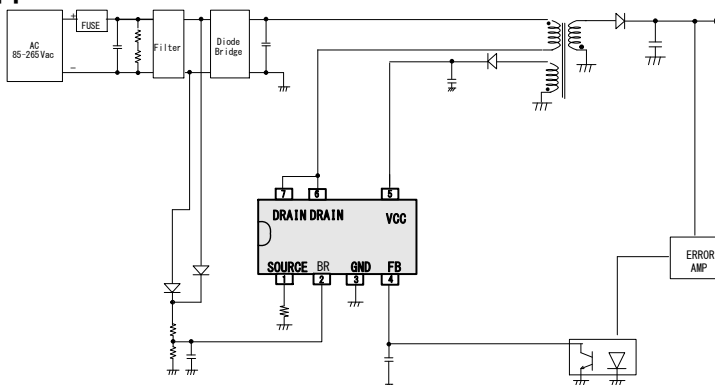 AC
85-265Vac
+
−
FUSE
Filter
Diode
Bridge
7
6
5
DRAIN DRAIN
VCC
SOURCE BR GND FB
1
2
3
4
ERROR
AMP